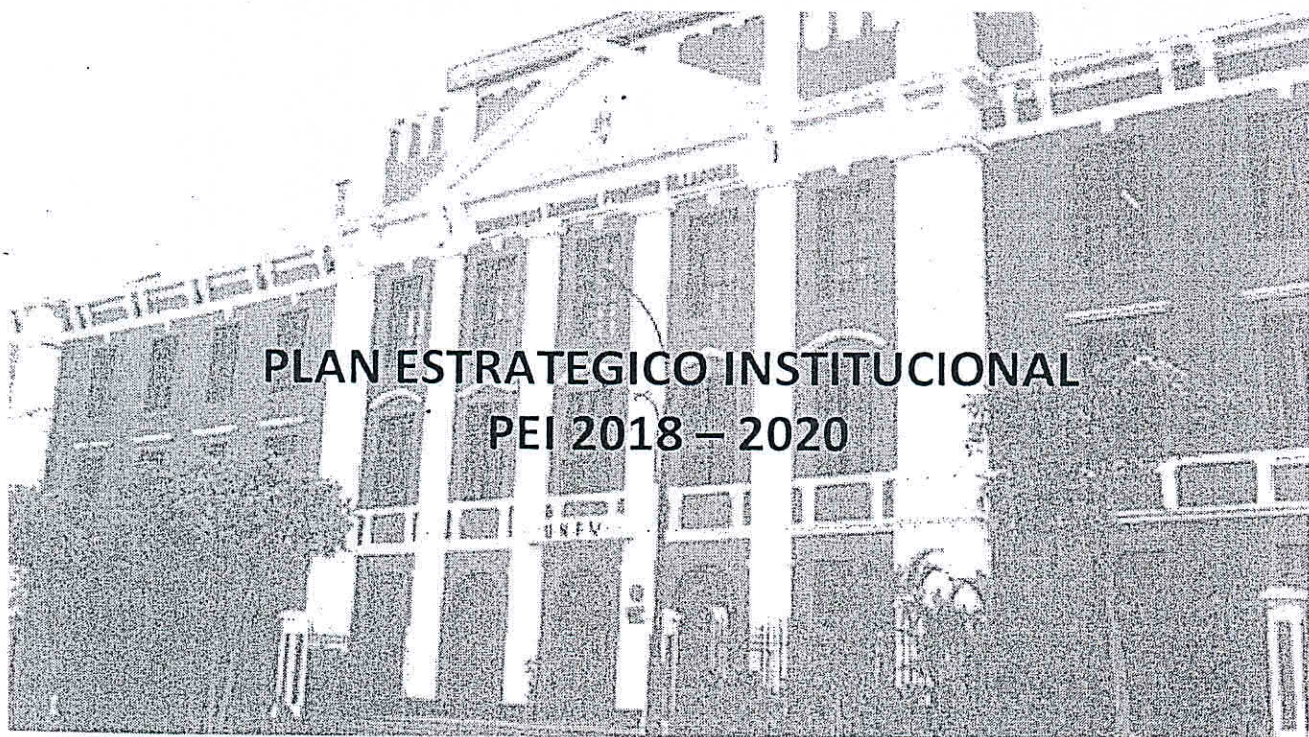 PLAN ESTRATEGICO INSTITUCIONAL
PEI 2018 – 2020
U N F V